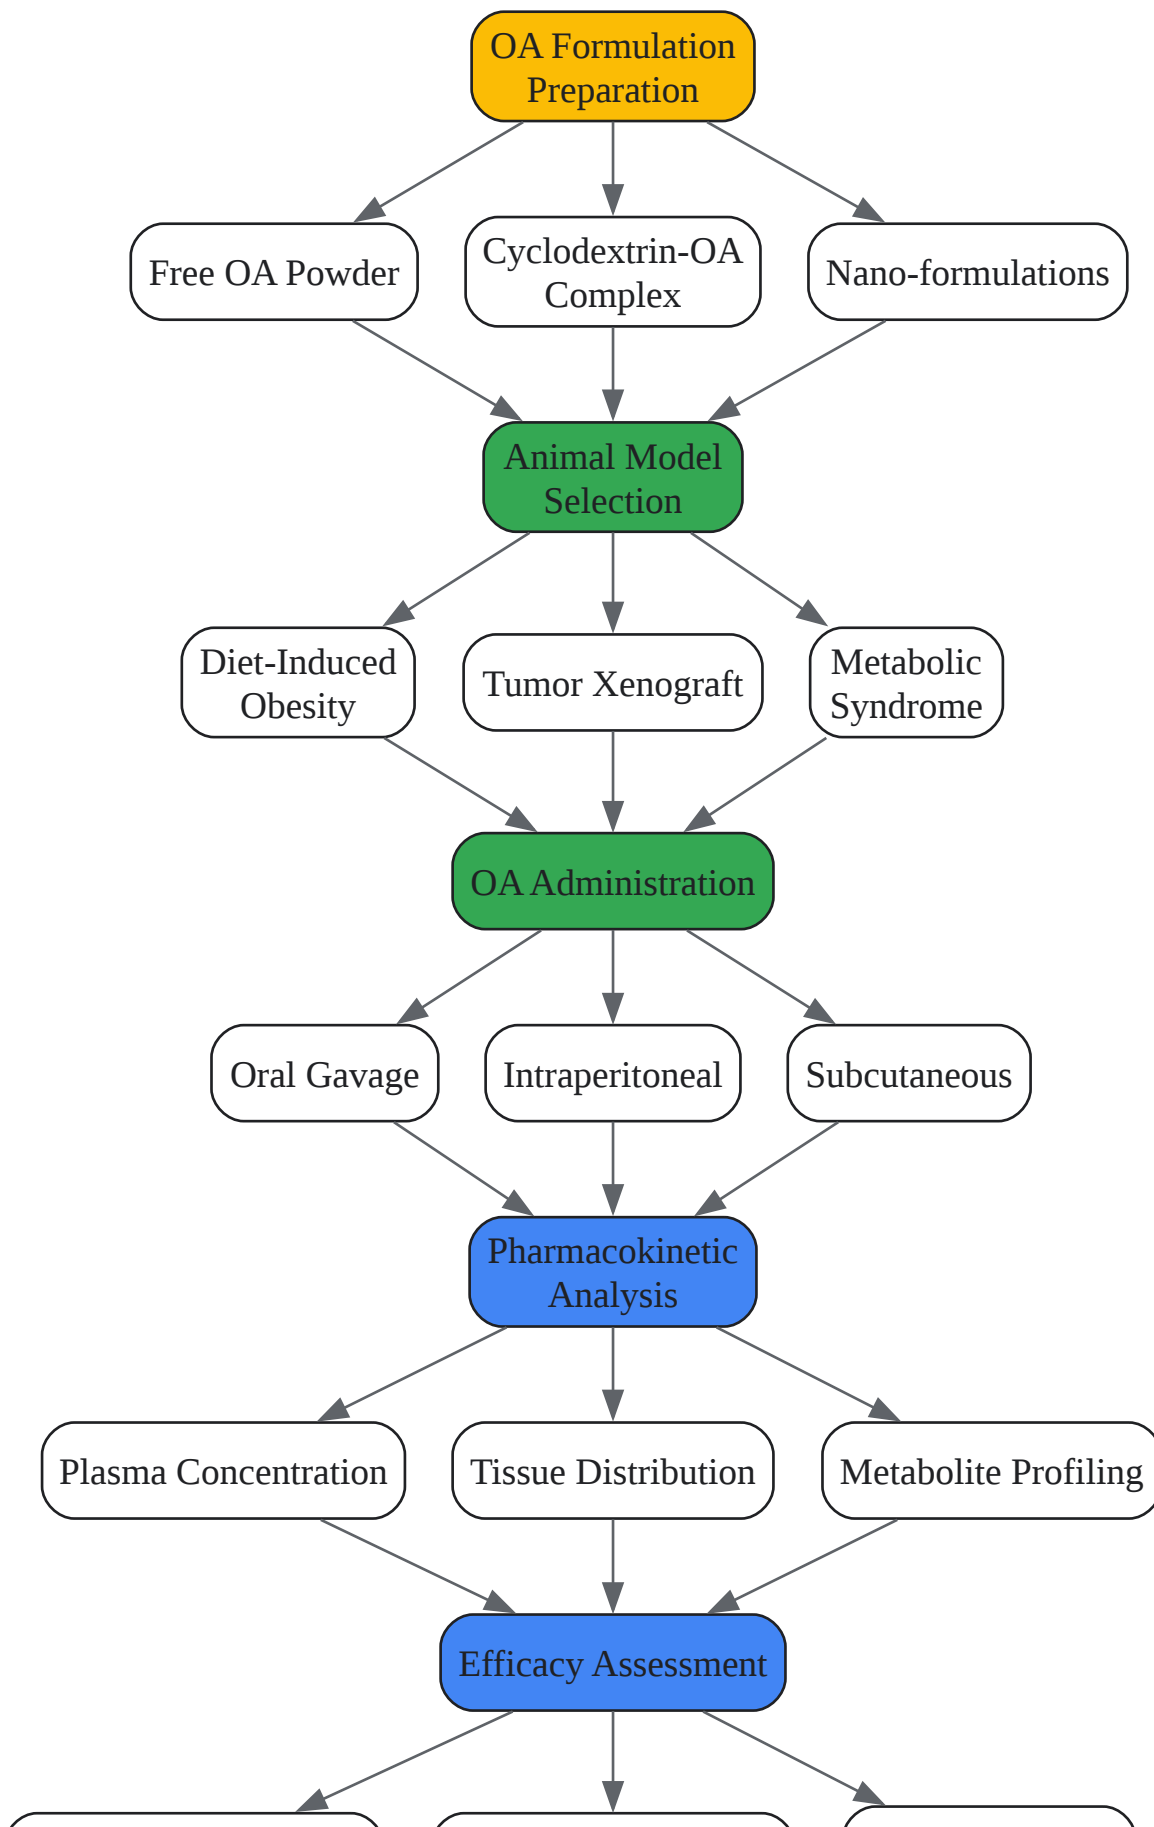 OA Formulation
Preparation
Free OA Powder
Cyclodextrin-OA
Complex
Nano-formulations
Animal Model
Selection
Diet-Induced
Obesity
Tumor Xenograft
Metabolic
Syndrome
OA Administration
Oral Gavage
Intraperitoneal
Subcutaneous
Pharmacokinetic
Analysis
Plasma Concentration
Tissue Distribution
Metabolite Profiling
Efficacy Assessment